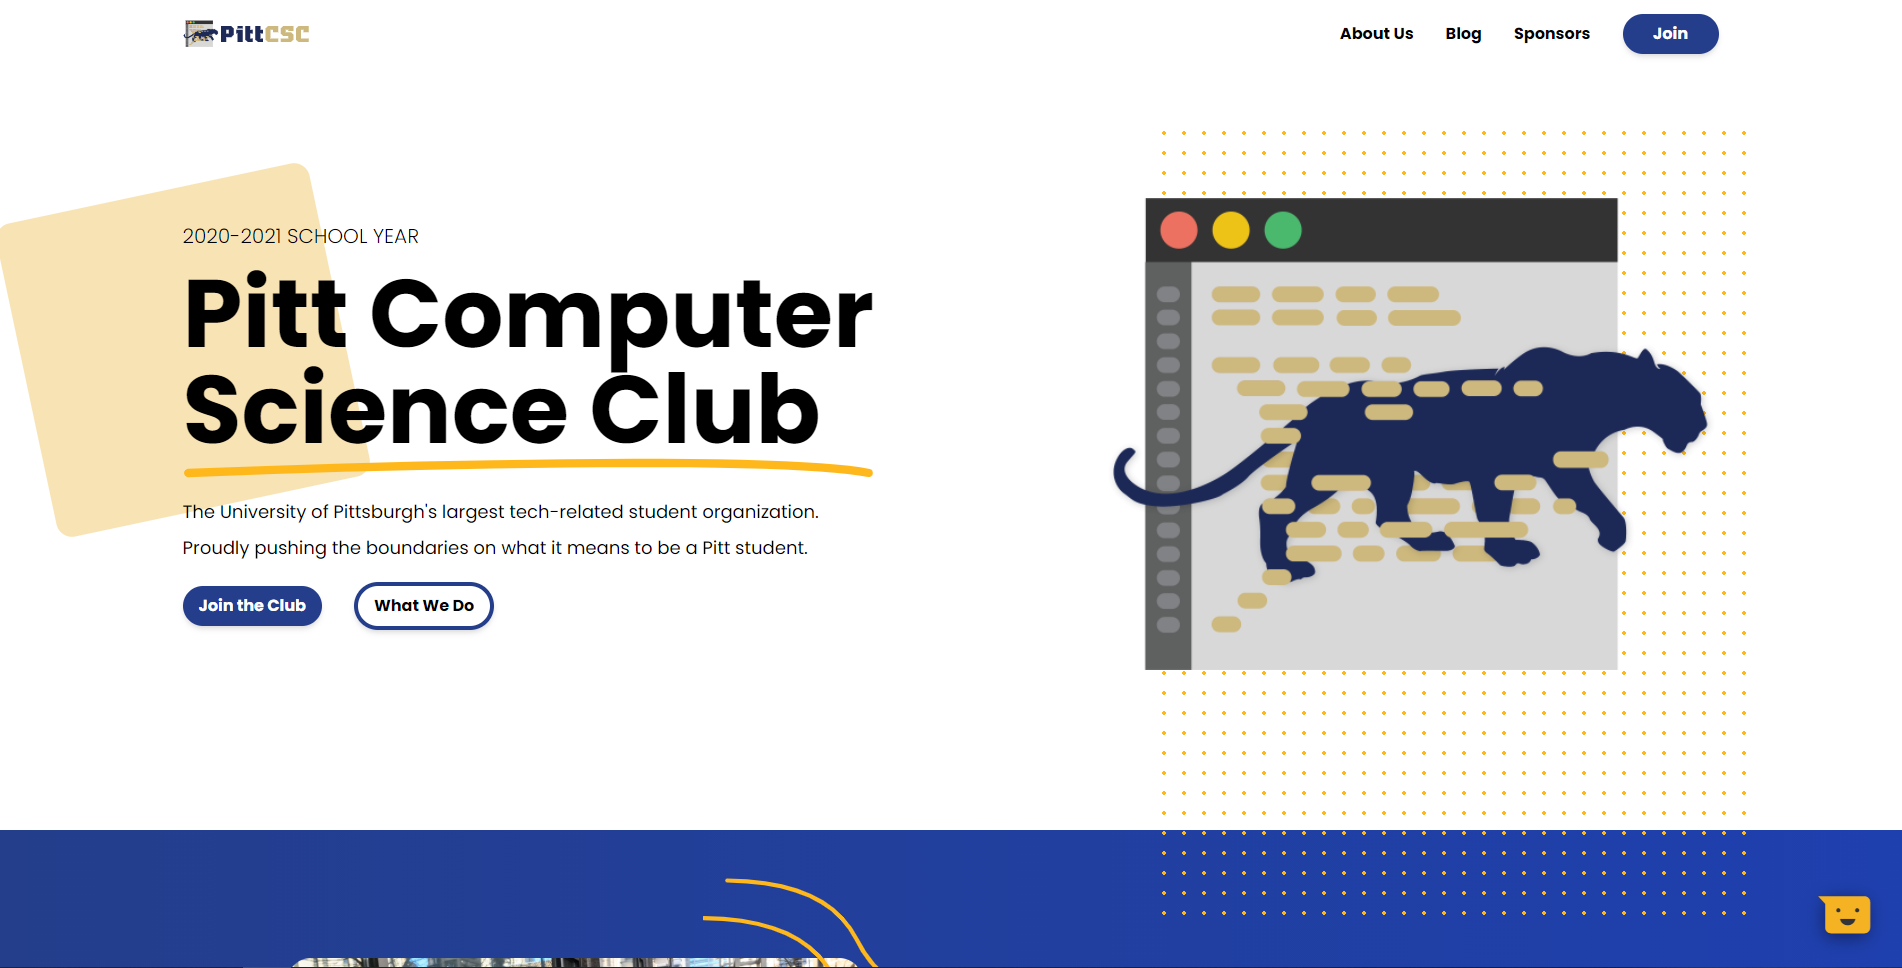 PittCSC
About Us
Blog
Sponsors
Join
2020-2021 SCHOOL YEAR
Pitt Computer
Science Club
The University of Pittsburgh's largest tech-related student organization.
Proudly pushing the boundaries on what it means to be a Pitt student.
Join the Club
What We Do